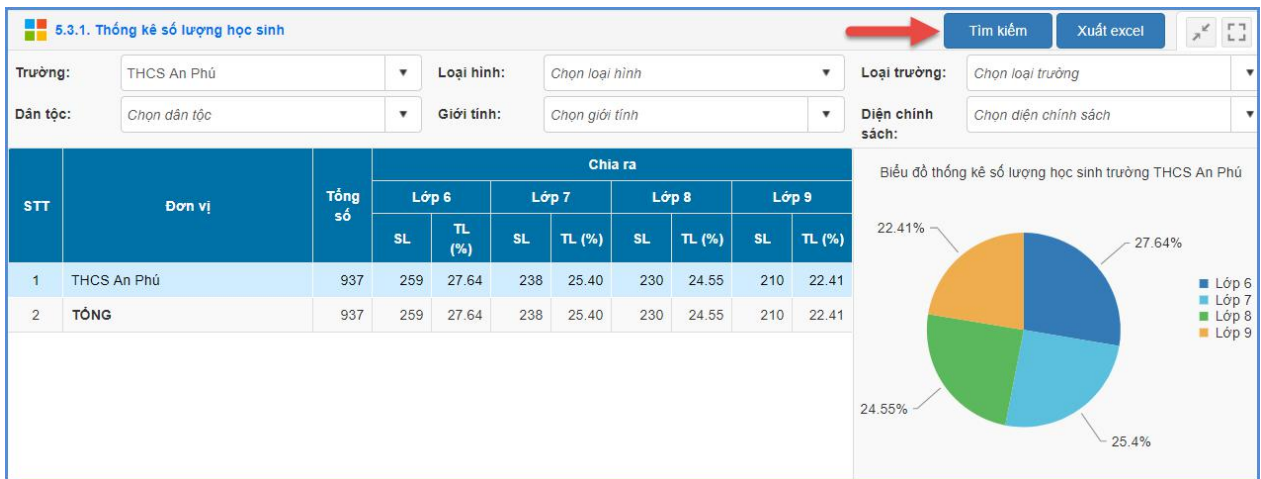 5.3.1. Thống kê số lượng học sinh
Tìm kiếm
Xuất excel
Trường: THCS An Phú
Loại hình: Chọn loại hình
Loại trường: Chọn loại trường
Dân tộc: Chọn dân tộc
Giới tính: Chọn giới tính
Diện chính sách: Chọn diện chính sách
STT Đơn vị Tổng số Chia ra
Lớp 6 Lớp 7 Lớp 8 Lớp 9
SL TL (%) SL TL (%) SL TL (%) SL TL (%)
1 THCS An Phú 937 259 27.64 238 25.40 230 24.55 210 22.41
2 TỔNG 937 259 27.64 238 25.40 230 24.55 210 22.41
Biểu đồ thống kê số lượng học sinh trường THCS An Phú
22.41%
27.64%
Lớp 6
Lớp 7
Lớp 8
Lớp 9
24.55%
25.4%